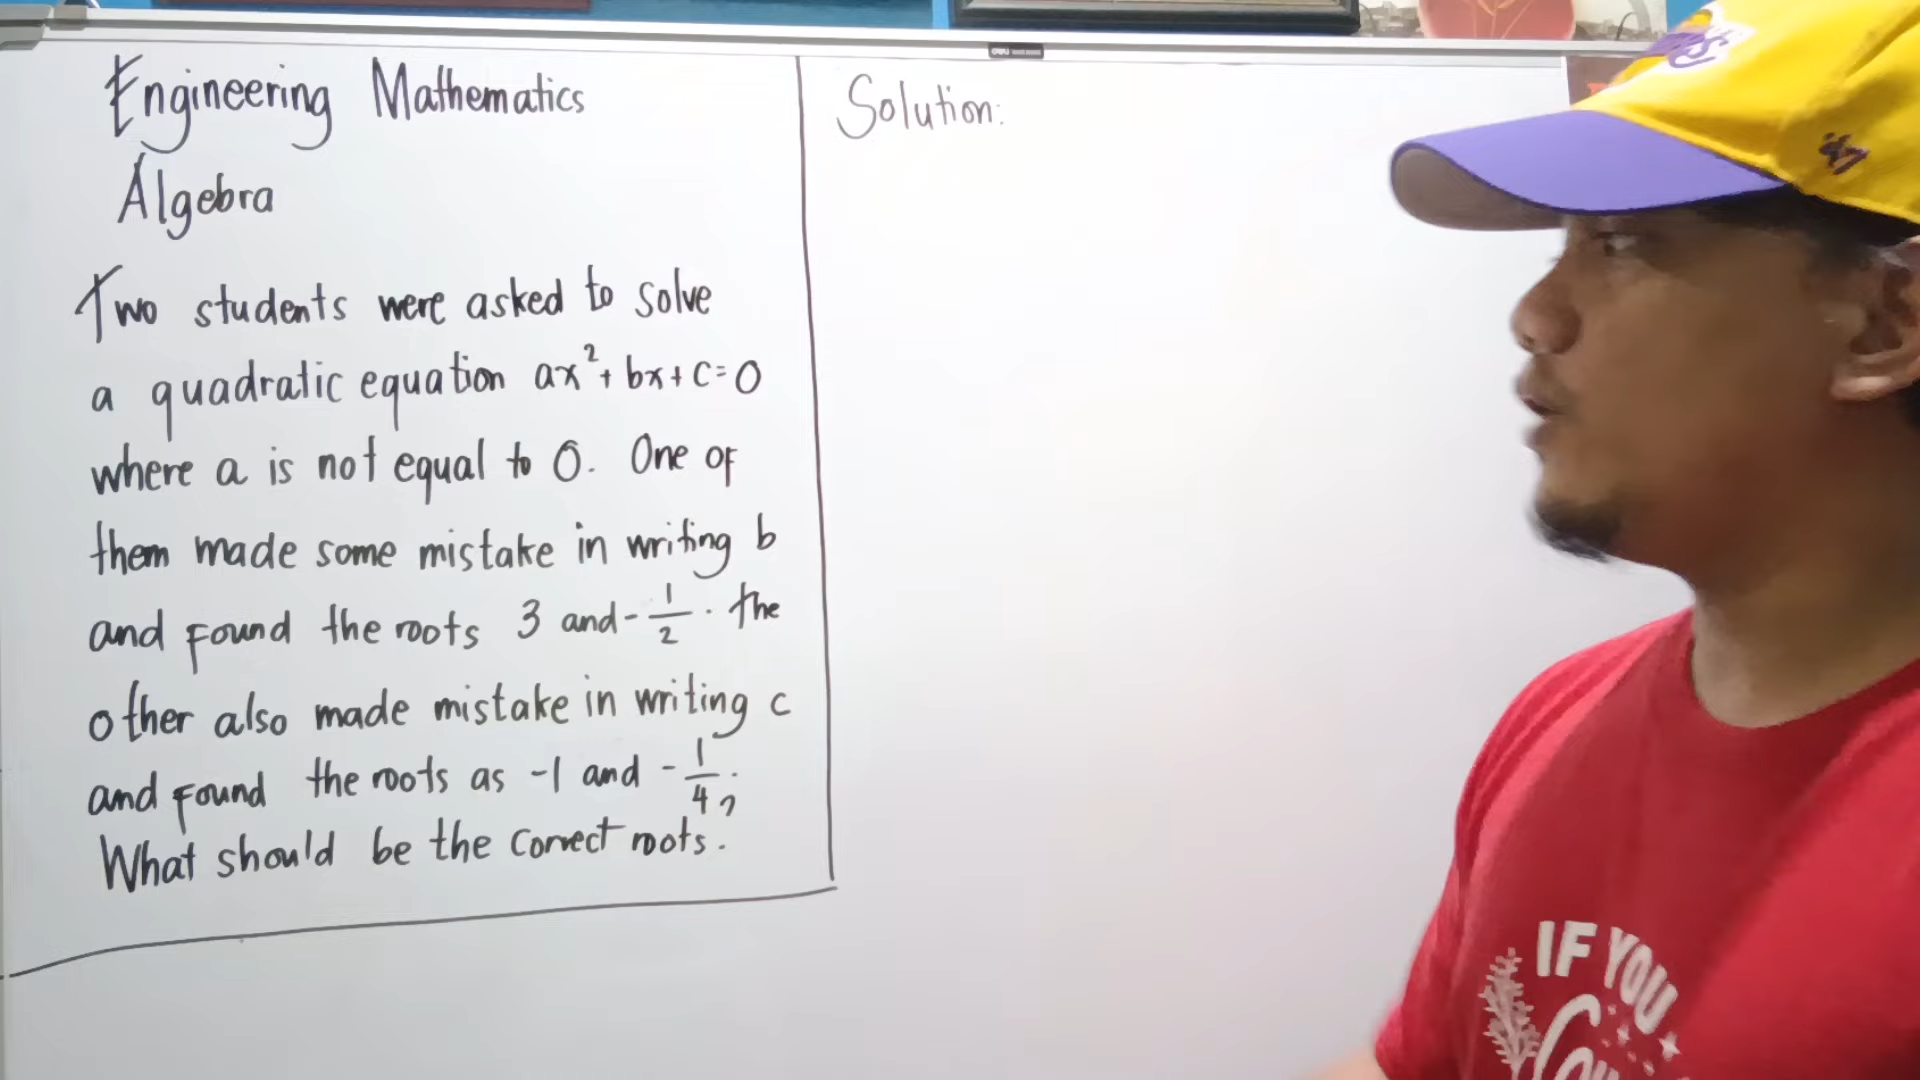 Engineering Mathematics
Algebra
Two students were asked to solve
a quadratic equation ax² + bx + c = 0
where a is not equal to 0. One of
them made some mistake in writing b
and found the roots 3 and -1/2. the
other also made mistake in writing c
and found the roots as -1 and -1/4.
What should be the correct roots?
Solution:
IF YOU